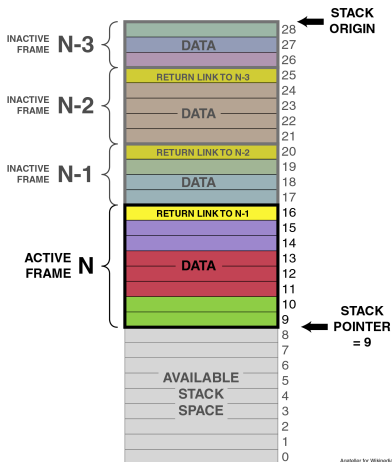 STACK
ORIGIN
INACTIVE
FRAME N-3
28
27
26
DATA
INACTIVE
FRAME N-2
RETURN LINK TO N-3
25
24
23
22
21
DATA
INACTIVE
FRAME N-1
RETURN LINK TO N-2
20
19
18
17
DATA
ACTIVE
FRAME N
RETURN LINK TO N-1
16
15
14
13
12
11
10
9
DATA
STACK
POINTER
= 9
8
7
6
5
4
3
2
1
0
AVAILABLE
STACK
SPACE
for Wikipedia